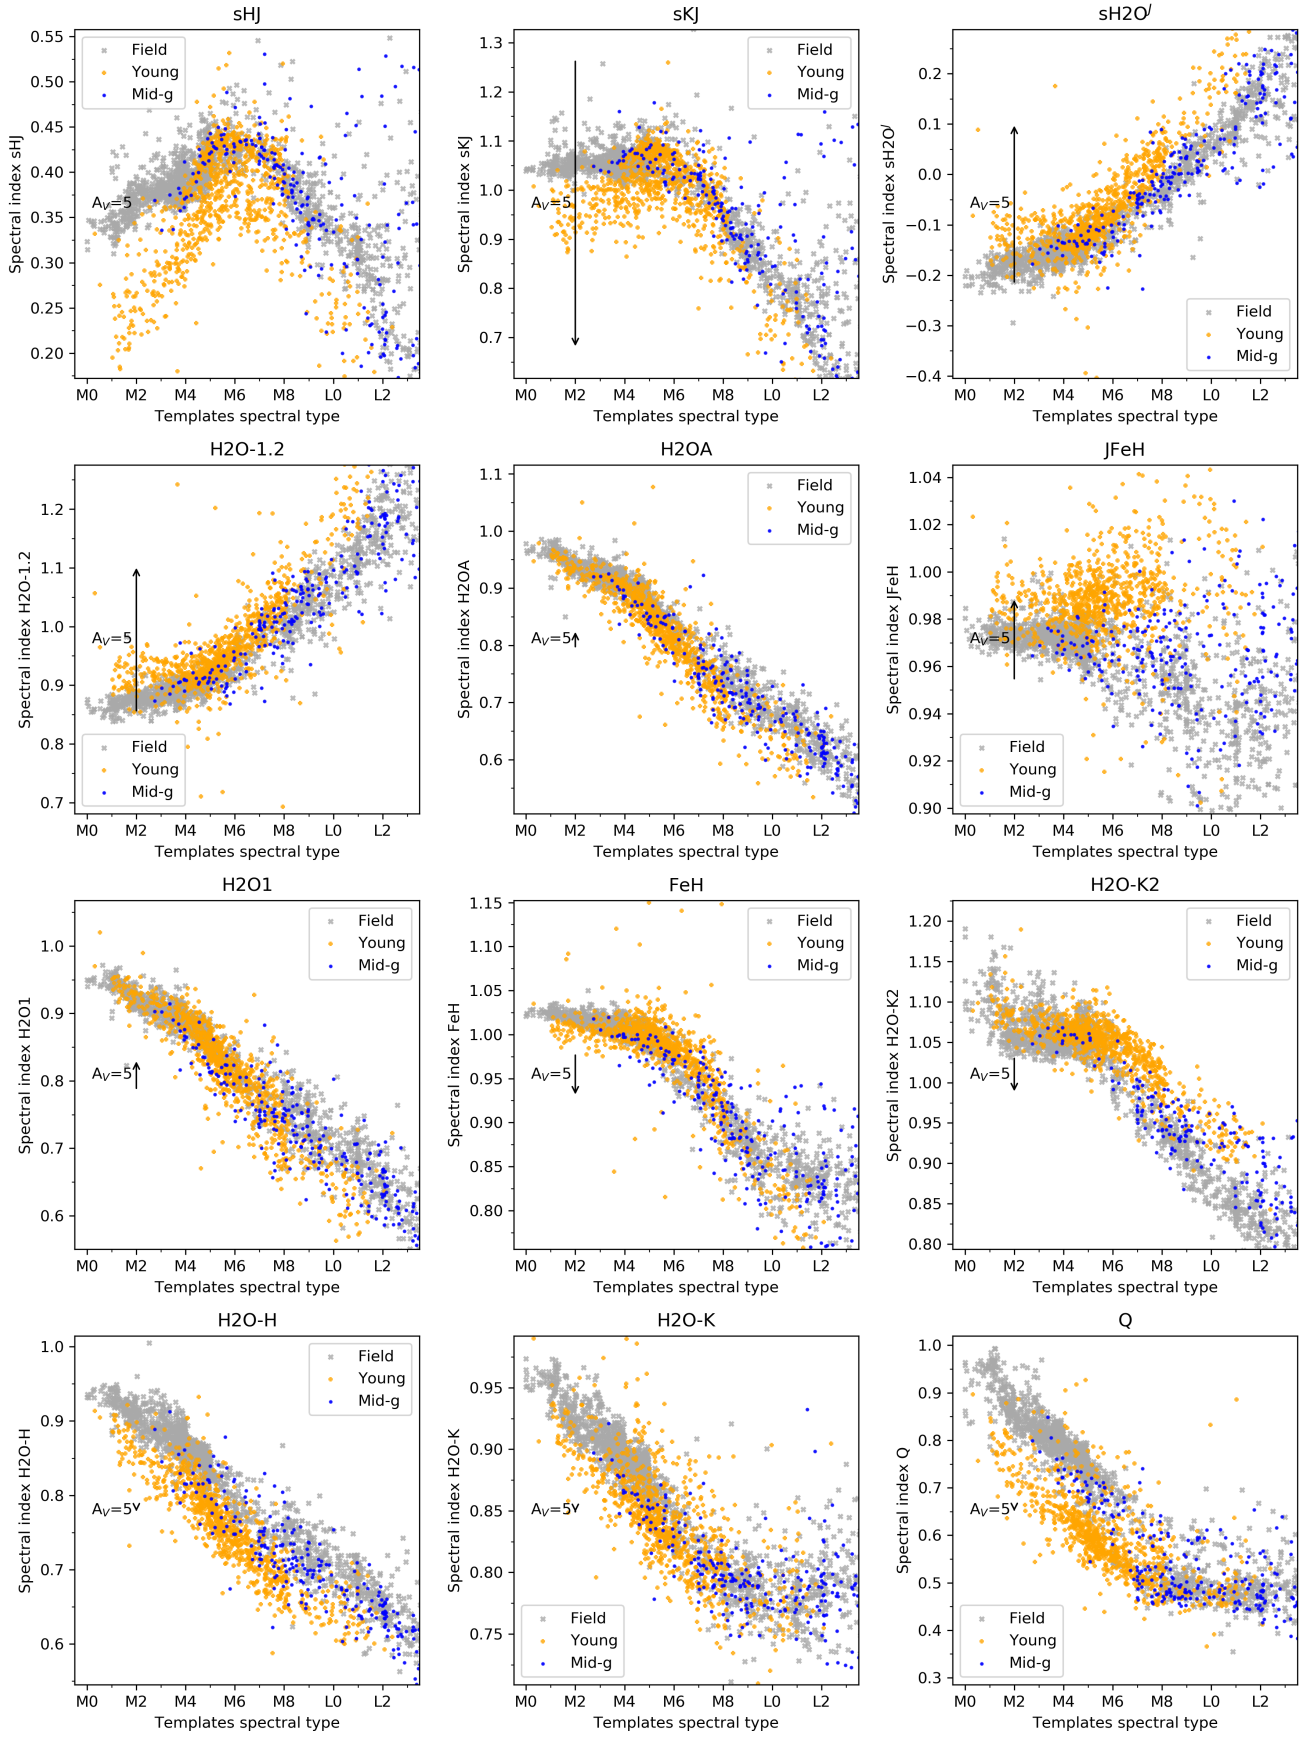 sHJ
Spectral index sHJ
0.55
0.50
0.45
0.40
0.35
0.30
0.25
0.20
Field
Young
Mid-g
A_V=5
M0 M2 M4 M6 M8 L0 L2
Templates spectral type
sKJ
Spectral index sKJ
1.3
1.2
1.1
1.0
0.9
0.8
0.7
Field
Young
Mid-g
A_V=5
M0 M2 M4 M6 M8 L0 L2
Templates spectral type
sH2O^J
Spectral index sH2O^J
0.2
0.1
0.0
−0.1
−0.2
−0.3
−0.4
A_V=5
Field
Young
Mid-g
M0 M2 M4 M6 M8 L0 L2
Templates spectral type
H2O-1.2
Spectral index H2O-1.2
1.2
1.1
1.0
0.9
0.8
0.7
A_V=5
Field
Young
Mid-g
M0 M2 M4 M6 M8 L0 L2
Templates spectral type
H2OA
Spectral index H2OA
1.1
1.0
0.9
0.8
0.7
0.6
Field
Young
Mid-g
A_V=5
M0 M2 M4 M6 M8 L0 L2
Templates spectral type
JFeH
Spectral index JFeH
1.04
1.02
1.00
0.98
0.96
0.94
0.92
0.90
A_V=5
Field
Young
Mid-g
M0 M2 M4 M6 M8 L0 L2
Templates spectral type
H2O1
Spectral index H2O1
1.0
0.9
0.8
0.7
0.6
Field
Young
Mid-g
A_V=5
M0 M2 M4 M6 M8 L0 L2
Templates spectral type
FeH
Spectral index FeH
1.15
1.10
1.05
1.00
0.95
0.90
0.85
0.80
Field
Young
Mid-g
A_V=5
M0 M2 M4 M6 M8 L0 L2
Templates spectral type
H2O-K2
Spectral index H2O-K2
1.20
1.15
1.10
1.05
1.00
0.95
0.90
0.85
0.80
Field
Young
Mid-g
A_V=5
M0 M2 M4 M6 M8 L0 L2
Templates spectral type
H2O-H
Spectral index H2O-H
1.0
0.9
0.8
0.7
0.6
Field
Young
Mid-g
A_V=5
M0 M2 M4 M6 M8 L0 L2
Templates spectral type
H2O-K
Spectral index H2O-K
0.95
0.90
0.85
0.80
0.75
A_V=5
Field
Young
Mid-g
M0 M2 M4 M6 M8 L0 L2
Templates spectral type
Q
Spectral index Q
1.0
0.9
0.8
0.7
0.6
0.5
0.4
0.3
A_V=5
Field
Young
Mid-g
M0 M2 M4 M6 M8 L0 L2
Templates spectral type